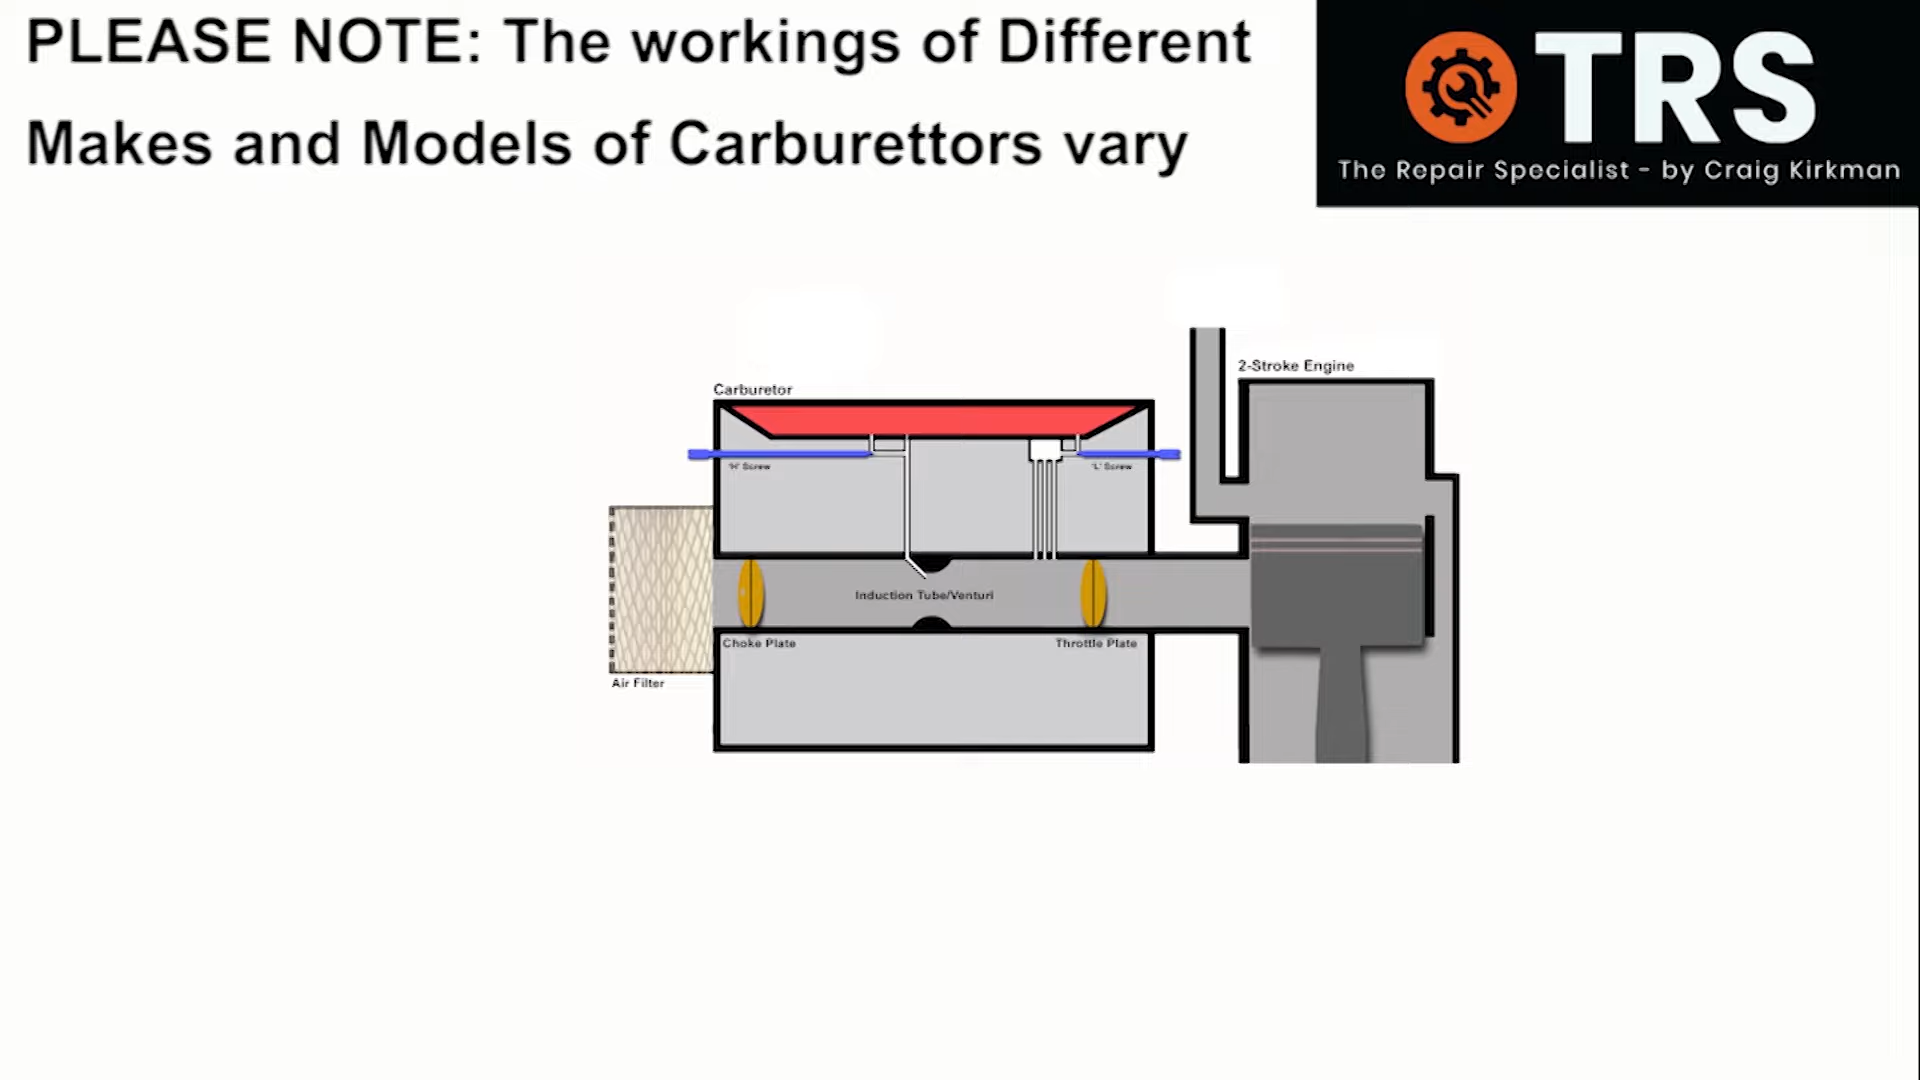 PLEASE NOTE: The workings of Different
Makes and Models of Carburettors vary
TRS
The Repair Specialist - by Craig Kirkman
2-Stroke Engine
Carburetor
'H' Screw
'L' Screw
Induction Tube/Venturi
Choke Plate
Throttle Plate
Air Filter